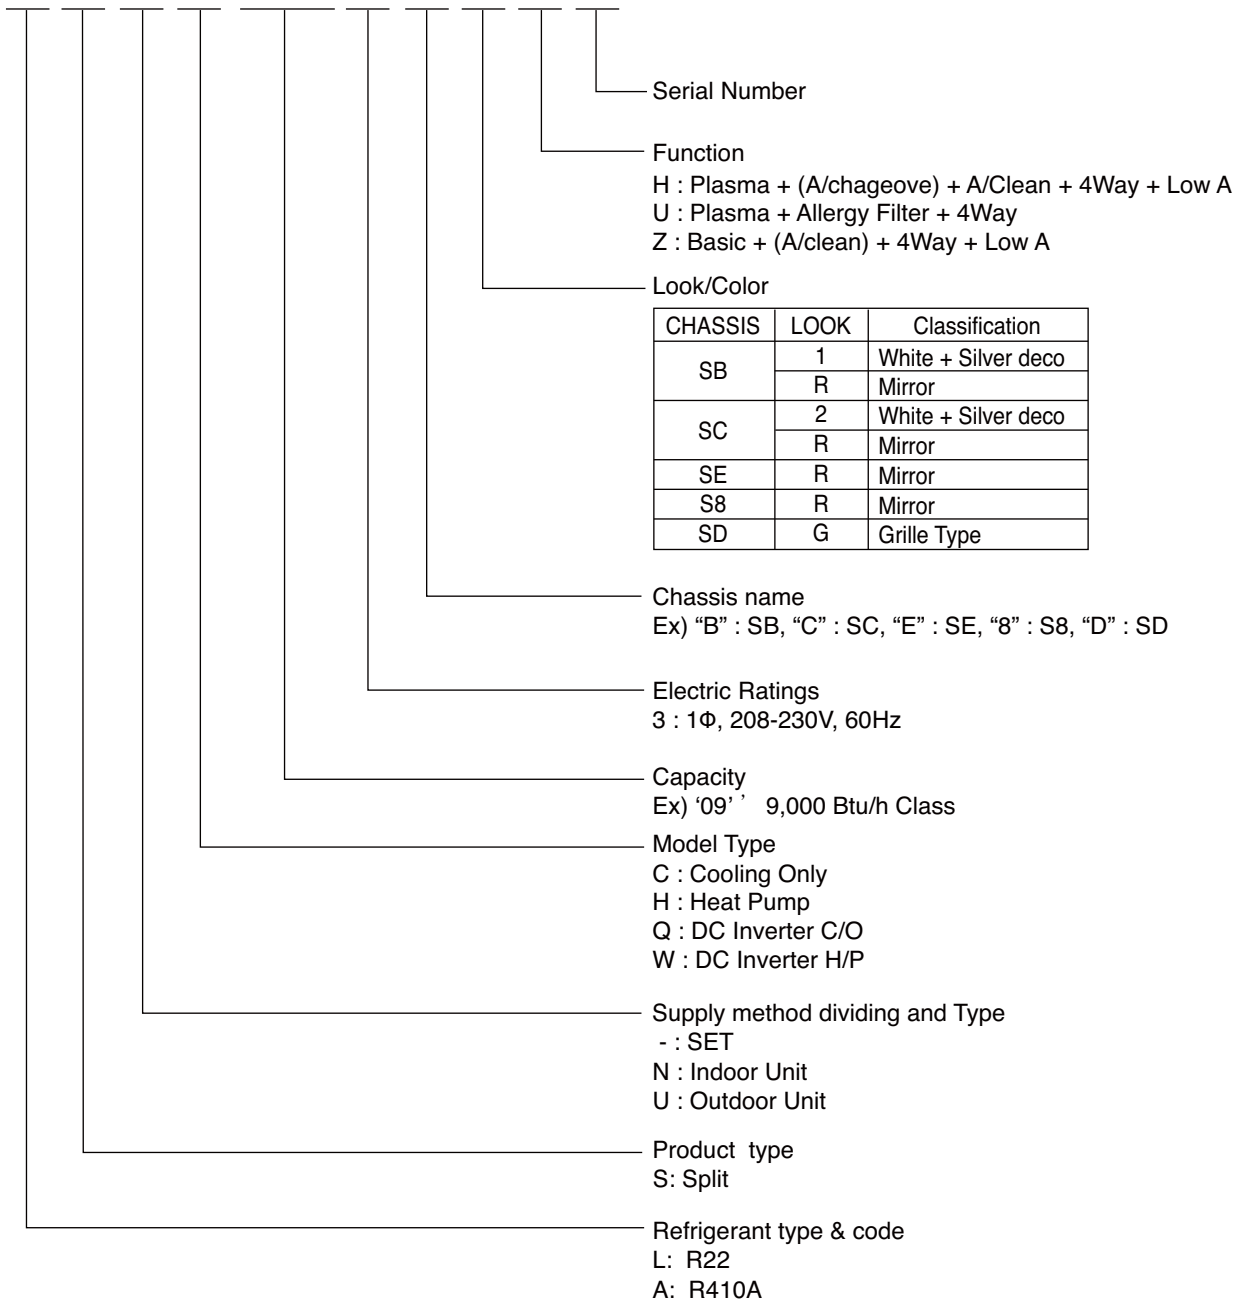 Serial Number
Function
H : Plasma + (A/chageove) + A/Clean + 4Way + Low A
U : Plasma + Allergy Filter + 4Way
Z : Basic + (A/clean) + 4Way + Low A
Look/Color
CHASSIS LOOK Classification
SB 1 White + Silver deco
R Mirror
SC 2 White + Silver deco
R Mirror
SE R Mirror
S8 R Mirror
SD G Grille Type
Chassis name
Ex) “B” : SB, “C” : SC, “E” : SE, “8” : S8, “D” : SD
Electric Ratings
3 : 1Φ, 208-230V, 60Hz
Capacity
Ex) ‘09’ ’ 9,000 Btu/h Class
Model Type
C : Cooling Only
H : Heat Pump
Q : DC Inverter C/O
W : DC Inverter H/P
Supply method dividing and Type
- : SET
N : Indoor Unit
U : Outdoor Unit
Product type
S: Split
Refrigerant type & code
L: R22
A: R410A